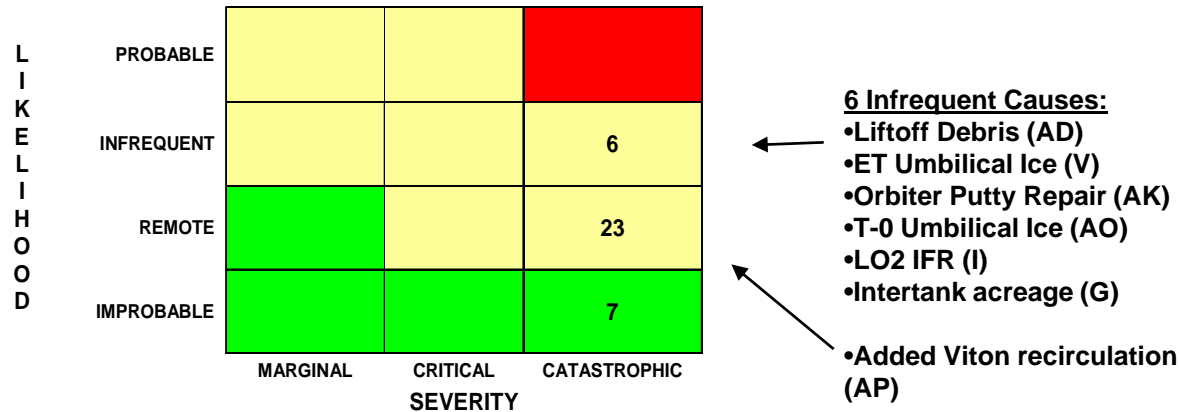 LIKELIHOOD
PROBABLE
INFREQUENT
6
REMOTE
23
IMPROBABLE
7
MARGINAL
CRITICAL
CATASTROPHIC
SEVERITY
6 Infrequent Causes:
•Liftoff Debris (AD)
•ET Umbilical Ice (V)
•Orbiter Putty Repair (AK)
•T-0 Umbilical Ice (AO)
•LO2 IFR (I)
•Intertank acreage (G)
•Added Viton recirculation
(AP)